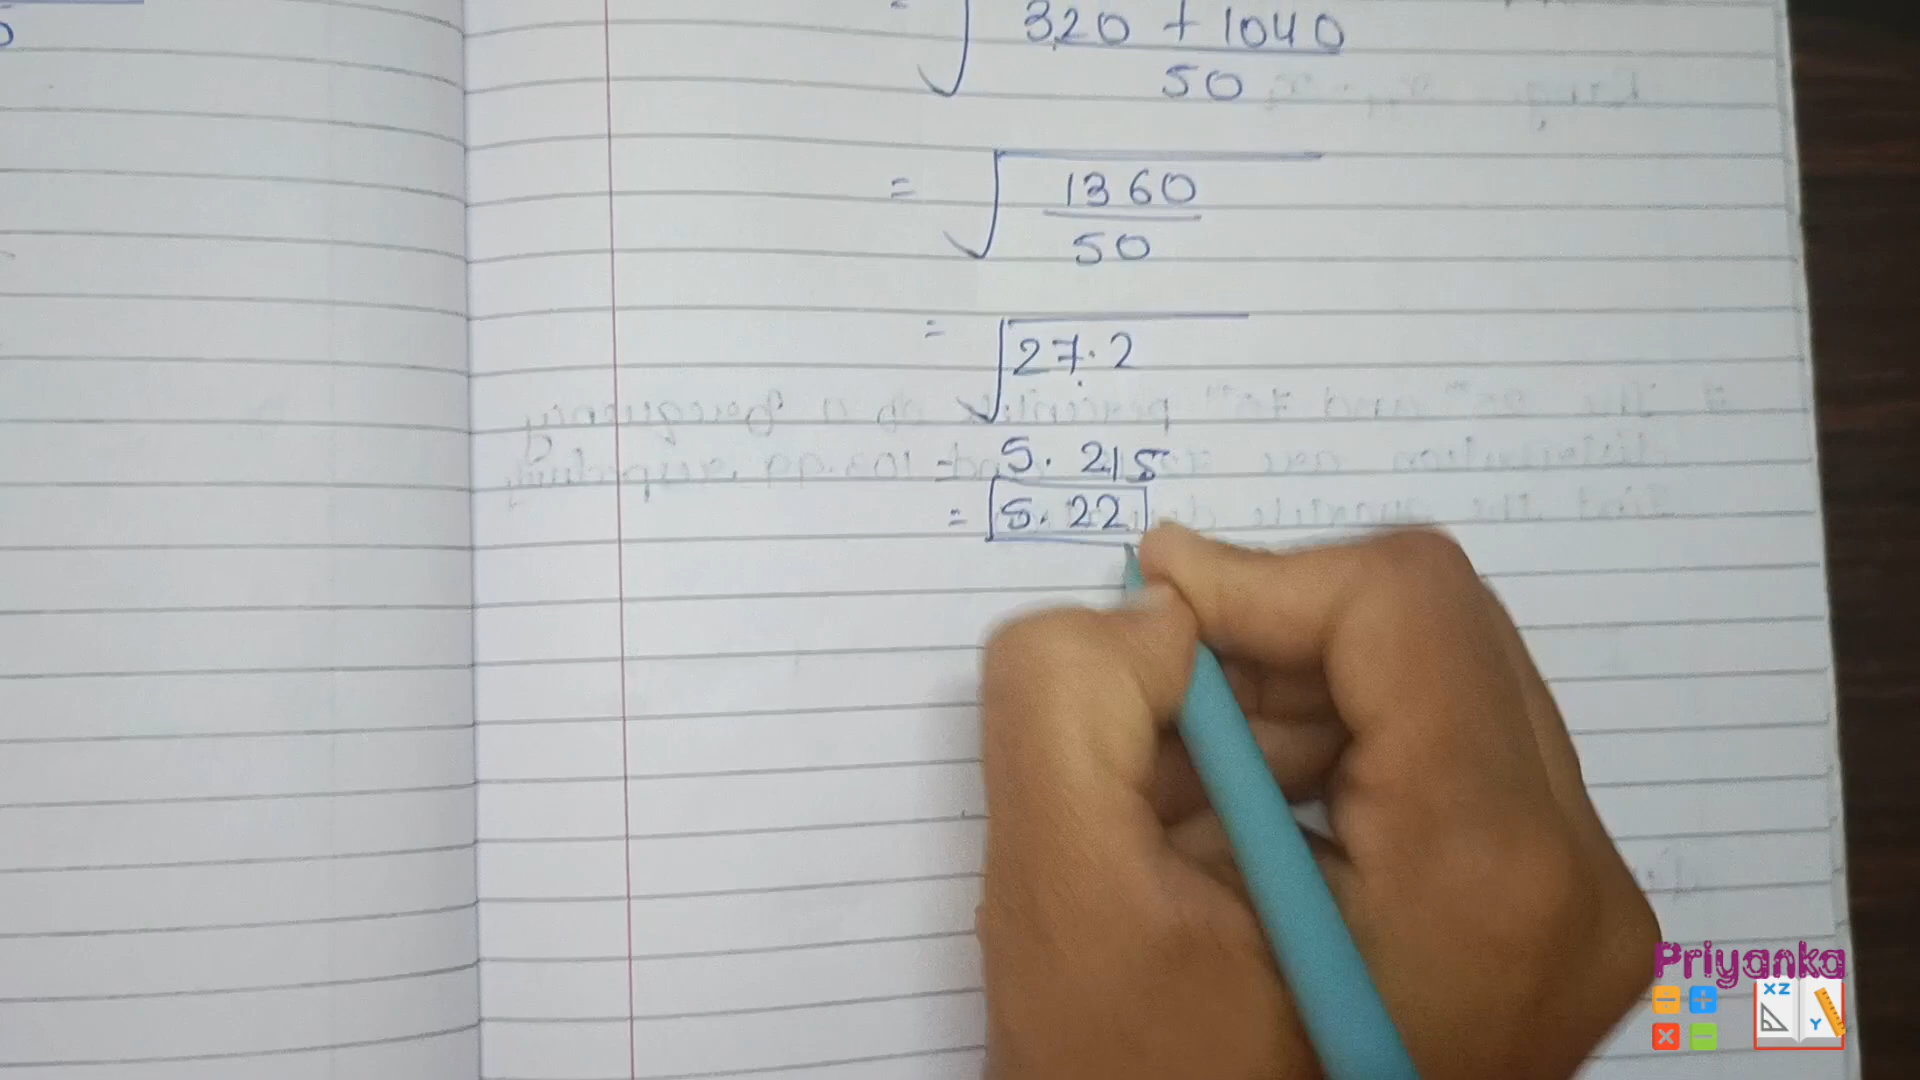 = √ 320 + 1040
50
= √ 1360
50
= √ 27.2
= 5.215
= 5.22
Priyanka
XZ
Y